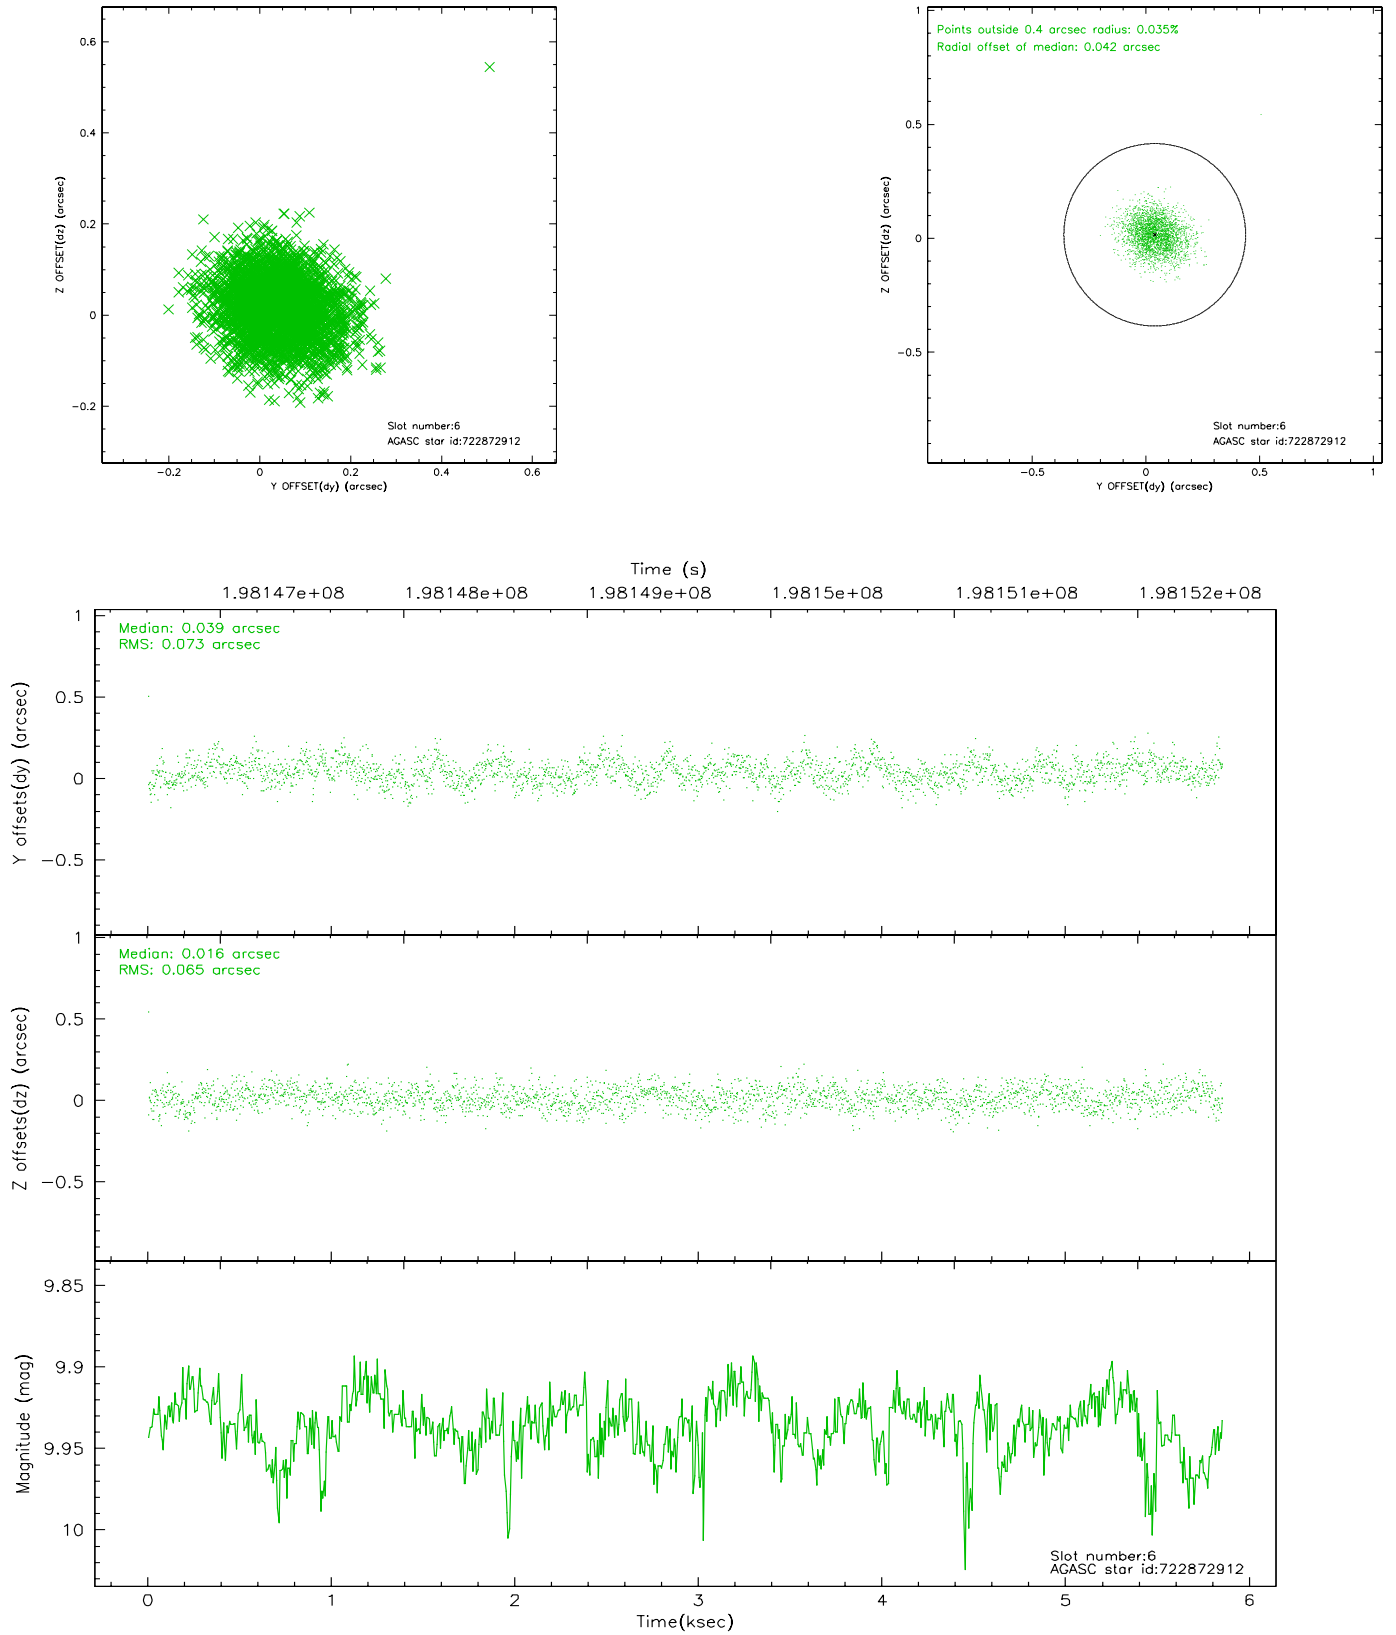 0.6
0.4
0.2
0
−0.2
Z OFFSET(dz) (arcsec)
Slot number:6
AGASC star id:722872912
−0.2 0 0.2 0.4 0.6
Y OFFSET(dy) (arcsec)
1
0.5
0
−0.5
Z OFFSET(dz) (arcsec)
Points outside 0.4 arcsec radius: 0.035%
Radial offset of median: 0.042 arcsec
Slot number:6
AGASC star id:722872912
−0.5 0 0.5 1
Y OFFSET(dy) (arcsec)
Time (s)
1.98147e+08 1.98148e+08 1.98149e+08 1.9815e+08 1.98151e+08 1.98152e+08
1
0.5
0
−0.5
Y offsets(dy) (arcsec)
Median: 0.039 arcsec
RMS: 0.073 arcsec
1
0.5
0
−0.5
Z offsets(dz) (arcsec)
Median: 0.016 arcsec
RMS: 0.065 arcsec
9.85
9.9
9.95
10
Magnitude (mag)
Slot number:6
AGASC star id:722872912
0 1 2 3 4 5 6
Time(ksec)